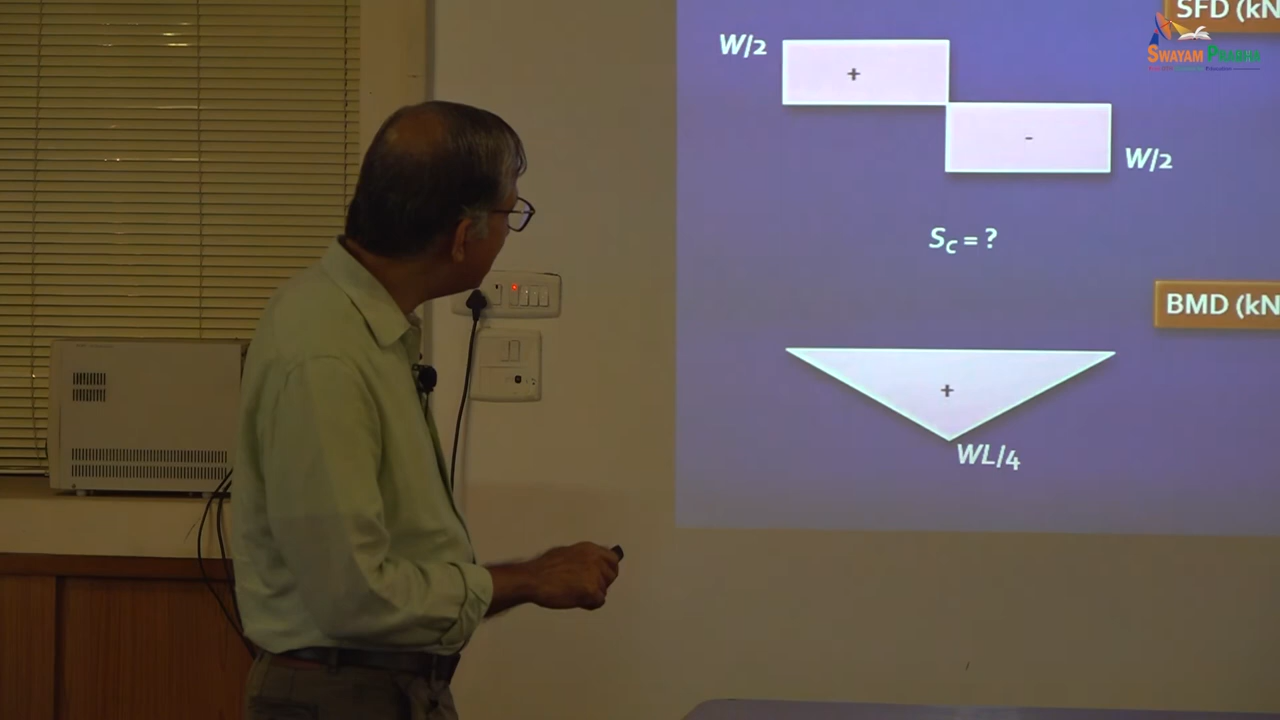 SFD (kN
SWAYAM PRABHA
W/2
+
-
W/2
Sc = ?
BMD (kN
+
WL/4